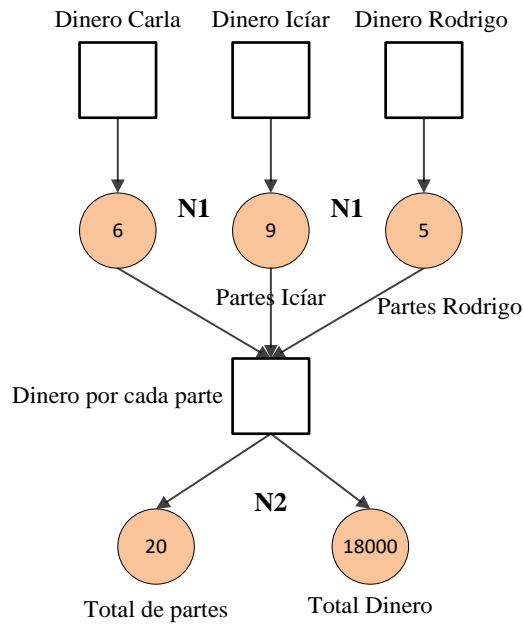 Dinero Carla Dinero Icíar Dinero Rodrigo
N1 N1
6 9 5
Partes Icíar
Partes Rodrigo
Dinero por cada parte
N2
20 18000
Total de partes Total Dinero